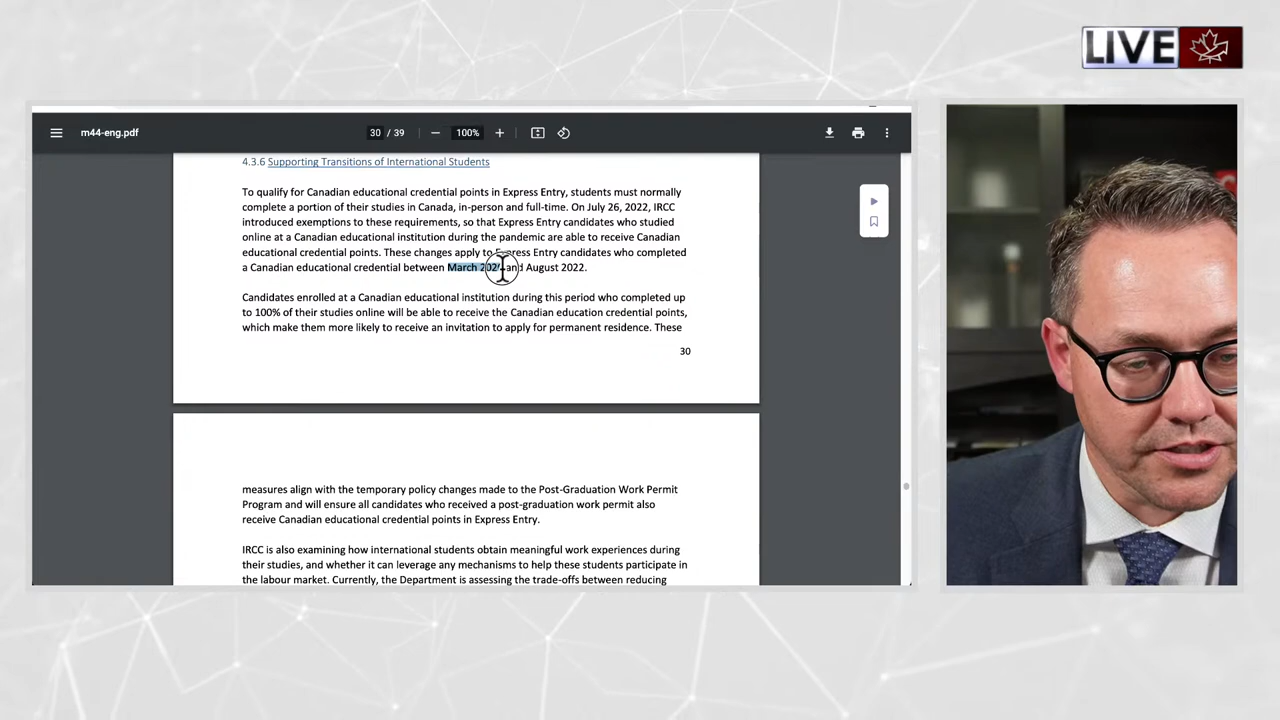 LIVE
m44-eng.pdf
30 / 39
100%
4.3.6 Supporting Transitions of International Students
To qualify for Canadian educational credential points in Express Entry, students must normally
complete a portion of their studies in Canada, in-person and full-time. On July 26, 2022, IRCC
introduced exemptions to these requirements, so that Express Entry candidates who studied
online at a Canadian educational institution during the pandemic are able to receive Canadian
educational credential points. These changes apply to Express Entry candidates who completed
a Canadian educational credential between March and August 2022.
Candidates enrolled at a Canadian educational institution during this period who completed up
to 100% of their studies online will be able to receive the Canadian education credential points,
which make them more likely to receive an invitation to apply for permanent residence. These
30
measures align with the temporary policy changes made to the Post-Graduation Work Permit
Program and will ensure all candidates who received a post-graduation work permit also
receive Canadian educational credential points in Express Entry.
IRCC is also examining how international students obtain meaningful work experiences during
their studies, and whether it can leverage any mechanisms to help these students participate in
the labour market. Currently, the Department is assessing the trade-offs between reducing